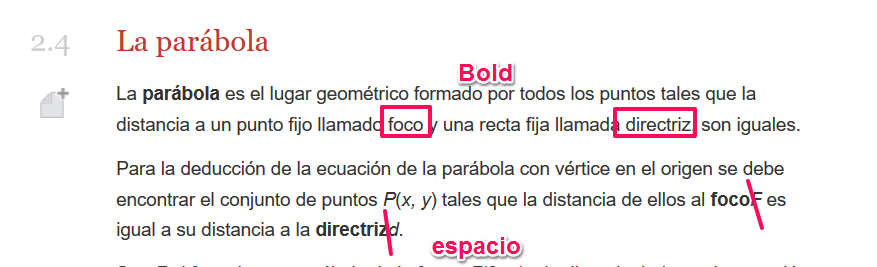 2.4 La parábola
Bold
La parábola es el lugar geométrico formado por todos los puntos tales que la
distancia a un punto fijo llamado foco y una recta fija llamada directriz, son iguales.
Para la deducción de la ecuación de la parábola con vértice en el origen se debe
encontrar el conjunto de puntos P(x, y) tales que la distancia de ellos al focoF es
igual a su distancia a la directrizd.
espacio